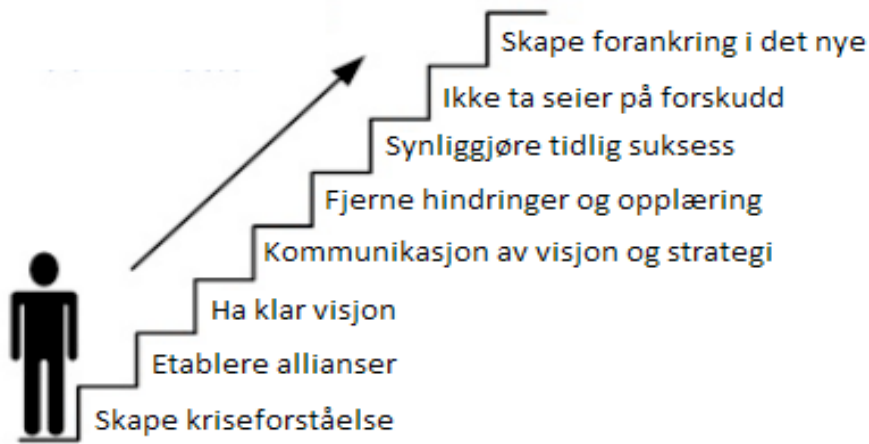 Skape forankring i det nye
Ikke ta seier på forskudd
Synliggjøre tidlig suksess
Fjerne hindringer og opplæring
Kommunikasjon av visjon og strategi
Ha klar visjon
Etablere allianser
Skape kriseforståelse